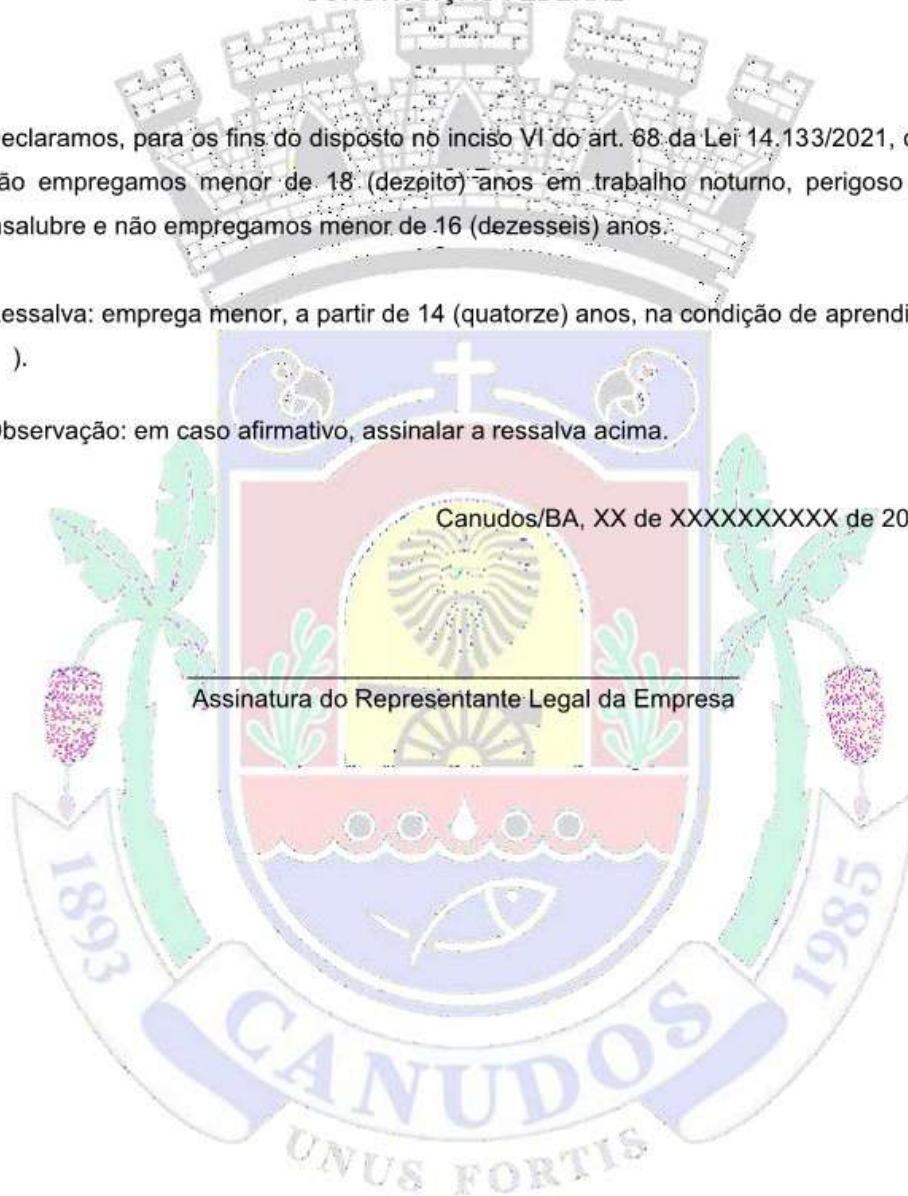 eclaramos, para os fins do disposto no inciso VI do art. 68 da Lei 14.133/2021,
ão empregamos menor de 18 (dezoito) anos em trabalho noturno, perigoso
salubre e não empregamos menor de 16 (dezesseis) anos.
essalva: emprega menor, a partir de 14 (quatorze) anos, na condição de aprendi
).
bservação: em caso afirmativo, assinalar a ressalva acima.
Canudos/BA, XX de XXXXXXXXXX de 20
Assinatura do Representante Legal da Empresa
1893
1985
CANUDOS
UNUS FORTIS